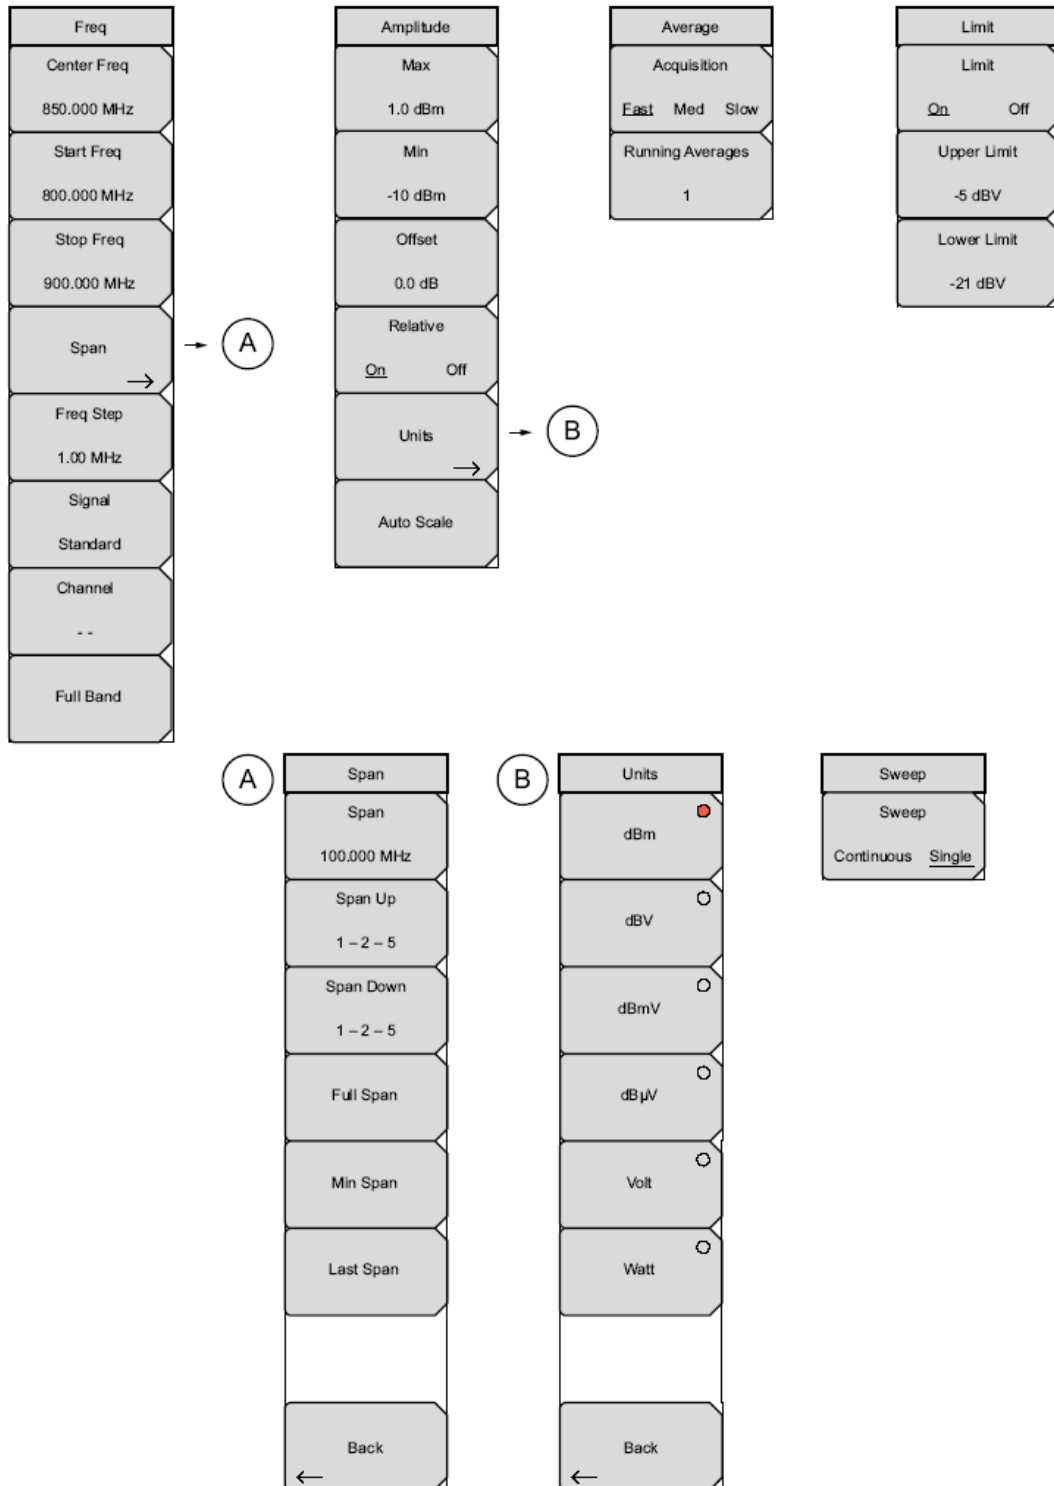 Freq
Center Freq
850.000 MHz
Start Freq
800.000 MHz
Stop Freq
900.000 MHz
Span
Freq Step
1.00 MHz
Signal
Standard
Channel
- -
Full Band
A
Amplitude
Max
1.0 dBm
Min
-10 dBm
Offset
0.0 dB
Relative
On Off
Units
Auto Scale
B
Average
Acquisition
Fast Med Slow
Running Averages
1
Limit
Limit
On Off
Upper Limit
-5 dBV
Lower Limit
-21 dBV
A
Span
Span
100.000 MHz
Span Up
1 – 2 – 5
Span Down
1 – 2 – 5
Full Span
Min Span
Last Span
Back
B
Units
dBm
dBV
dBmV
dBµV
Volt
Watt
Back
Sweep
Sweep
Continuous Single